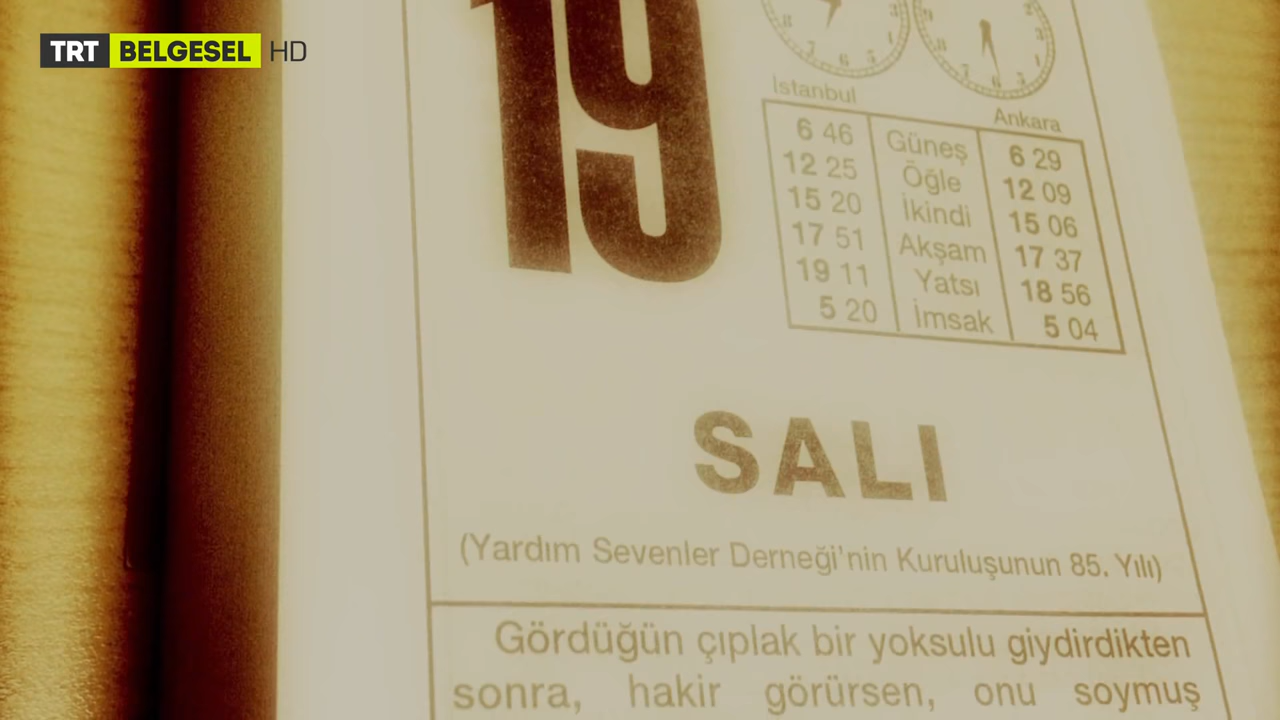 TRT BELGESEL HD
19
İstanbul Ankara
6 46 Güneş 6 29
12 25 Öğle 12 09
15 20 İkindi 15 06
17 51 Akşam 17 37
19 11 Yatsı 18 56
5 20 İmsak 5 04
SALI
(Yardım Sevenler Derneği'nin Kuruluşunun 85. Yılı)
Gördüğün çıplak bir yoksulu giydirdikten
sonra, hakir görürsen, onu soymuş